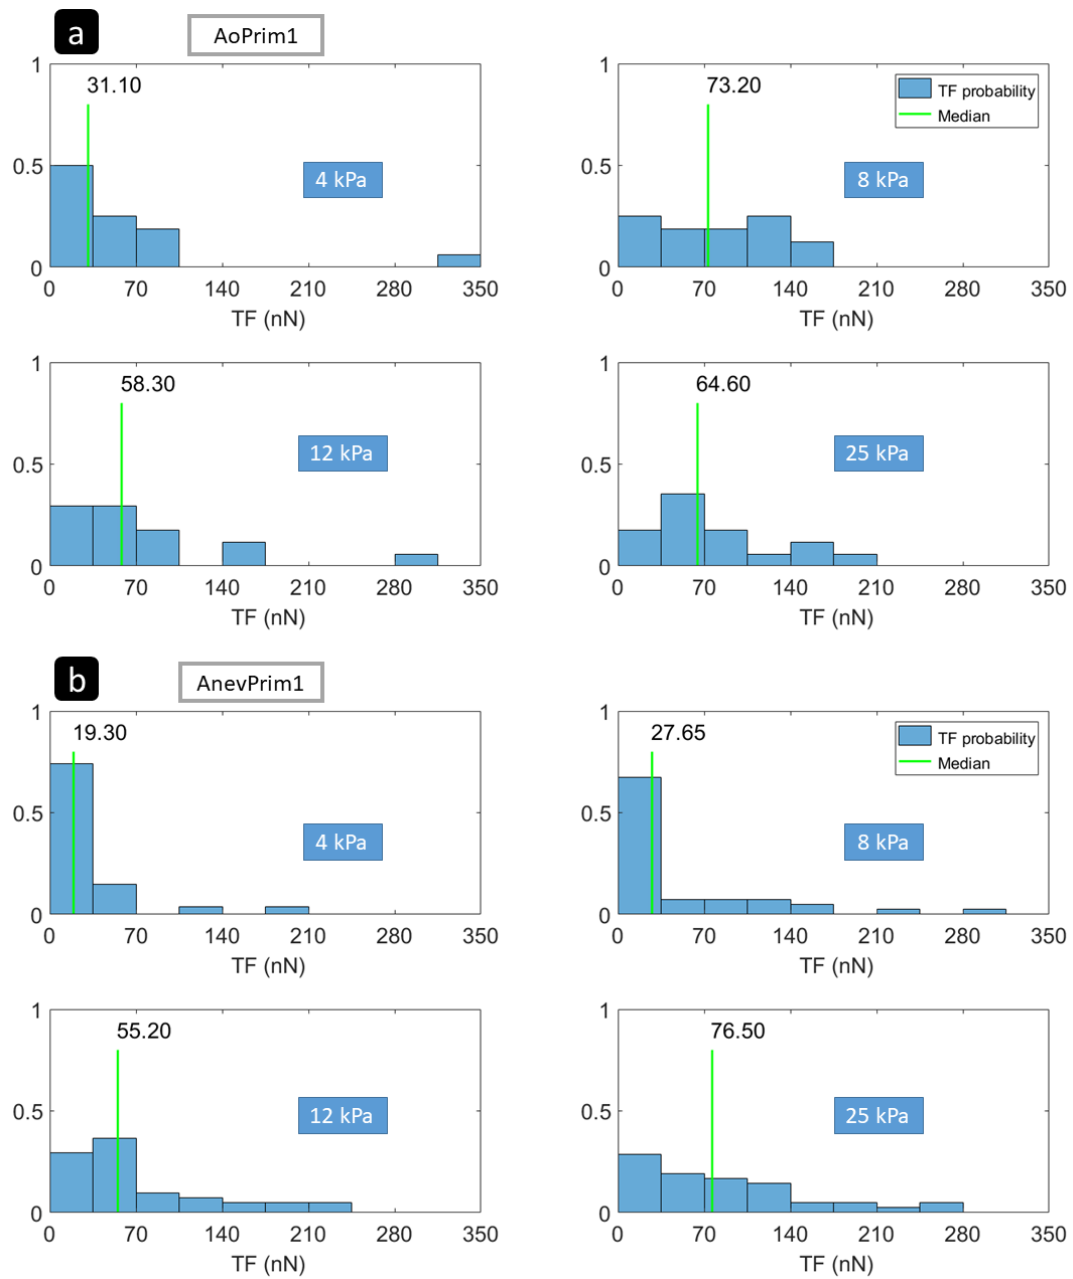 a
AoPrim1
31.10
4 kPa
1
0.5
0
0 70 140 210 280 350
TF (nN)
73.20
TF probability
Median
8 kPa
1
0.5
0
0 70 140 210 280 350
TF (nN)
58.30
12 kPa
1
0.5
0
0 70 140 210 280 350
TF (nN)
64.60
25 kPa
1
0.5
0
0 70 140 210 280 350
TF (nN)
b
AnevPrim1
19.30
4 kPa
1
0.5
0
0 70 140 210 280 350
TF (nN)
27.65
TF probability
Median
8 kPa
1
0.5
0
0 70 140 210 280 350
TF (nN)
55.20
12 kPa
1
0.5
0
0 70 140 210 280 350
TF (nN)
76.50
25 kPa
1
0.5
0
0 70 140 210 280 350
TF (nN)